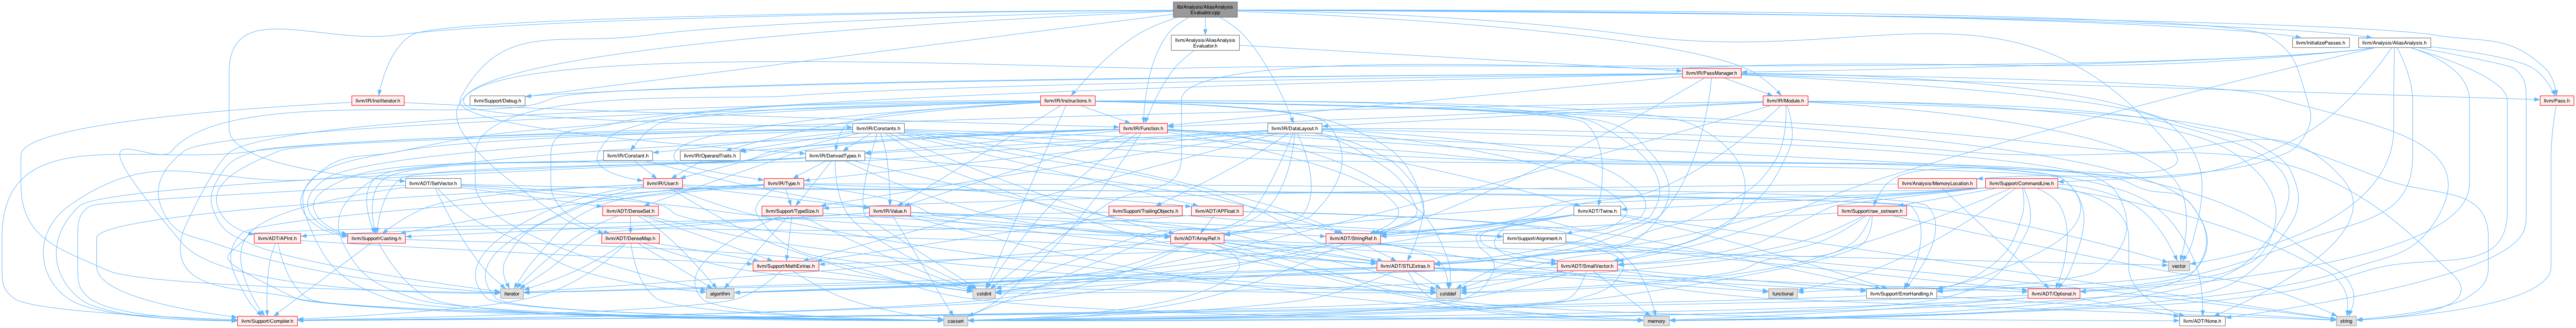 lib/Analysis/AliasAnalysis
Evaluator.cpp
llvm/Analysis/AliasAnalysis
Evaluator.h
llvm/InitializePasses.h
llvm/Analysis/AliasAnalysis.h
llvm/IR/PassManager.h
llvm/IR/InstIterator.h
llvm/Support/Debug.h
llvm/IR/Instructions.h
llvm/IR/Module.h
llvm/Pass.h
llvm/IR/Constants.h
llvm/IR/Function.h
llvm/IR/DataLayout.h
llvm/IR/Constant.h
llvm/IR/OperandTraits.h
llvm/IR/DerivedTypes.h
llvm/ADT/SetVector.h
llvm/IR/User.h
llvm/IR/Type.h
llvm/Analysis/MemoryLocation.h
llvm/Support/CommandLine.h
llvm/ADT/DenseSet.h
llvm/Support/TypeSize.h
llvm/IR/Value.h
llvm/Support/TrailingObjects.h
llvm/ADT/APFloat.h
llvm/ADT/Twine.h
llvm/Support/raw_ostream.h
llvm/ADT/APInt.h
llvm/Support/Casting.h
llvm/ADT/DenseMap.h
llvm/ADT/ArrayRef.h
llvm/ADT/StringRef.h
llvm/Support/Alignment.h
llvm/Support/MathExtras.h
llvm/ADT/STLExtras.h
llvm/ADT/SmallVector.h
vector
iterator
algorithm
cstdint
cstddef
functional
llvm/Support/ErrorHandling.h
llvm/ADT/Optional.h
llvm/Support/Compiler.h
cassert
memory
llvm/ADT/None.h
string